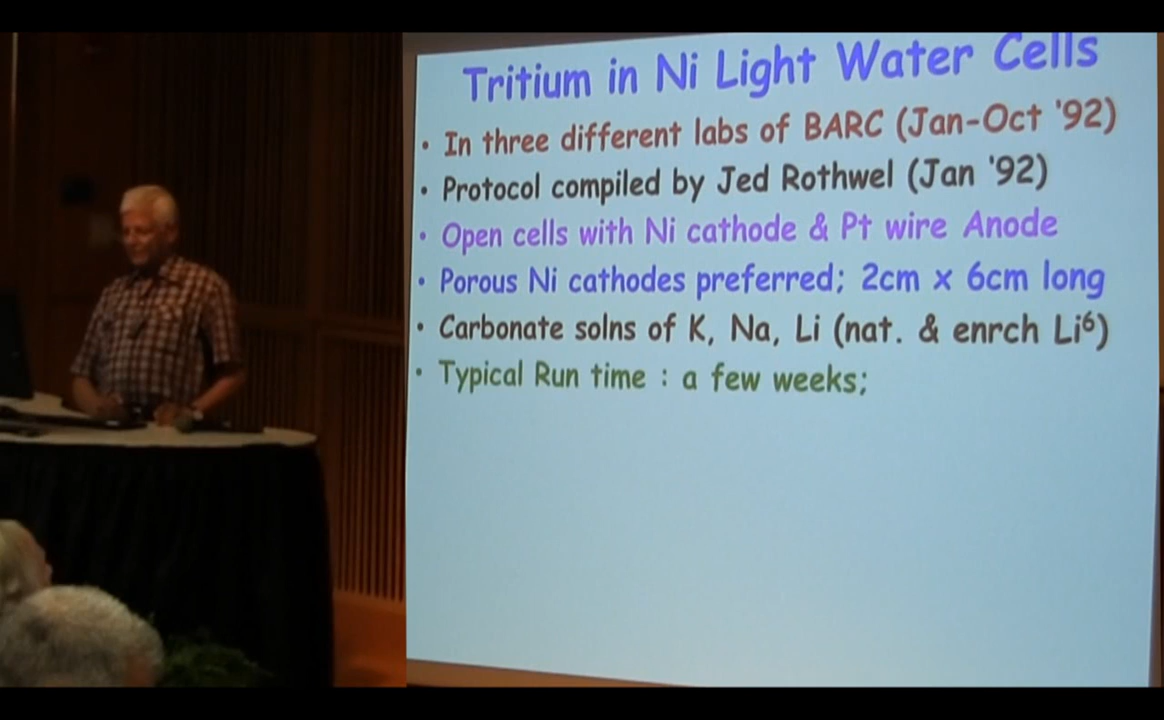 Tritium in Ni Light Water Cells
• In three different labs of BARC (Jan-Oct '92)
• Protocol compiled by Jed Rothwel (Jan '92)
• Open cells with Ni cathode & Pt wire Anode
• Porous Ni cathodes preferred; 2cm x 6cm long
• Carbonate solns of K, Na, Li (nat. & enrch Li⁶)
• Typical Run time : a few weeks;